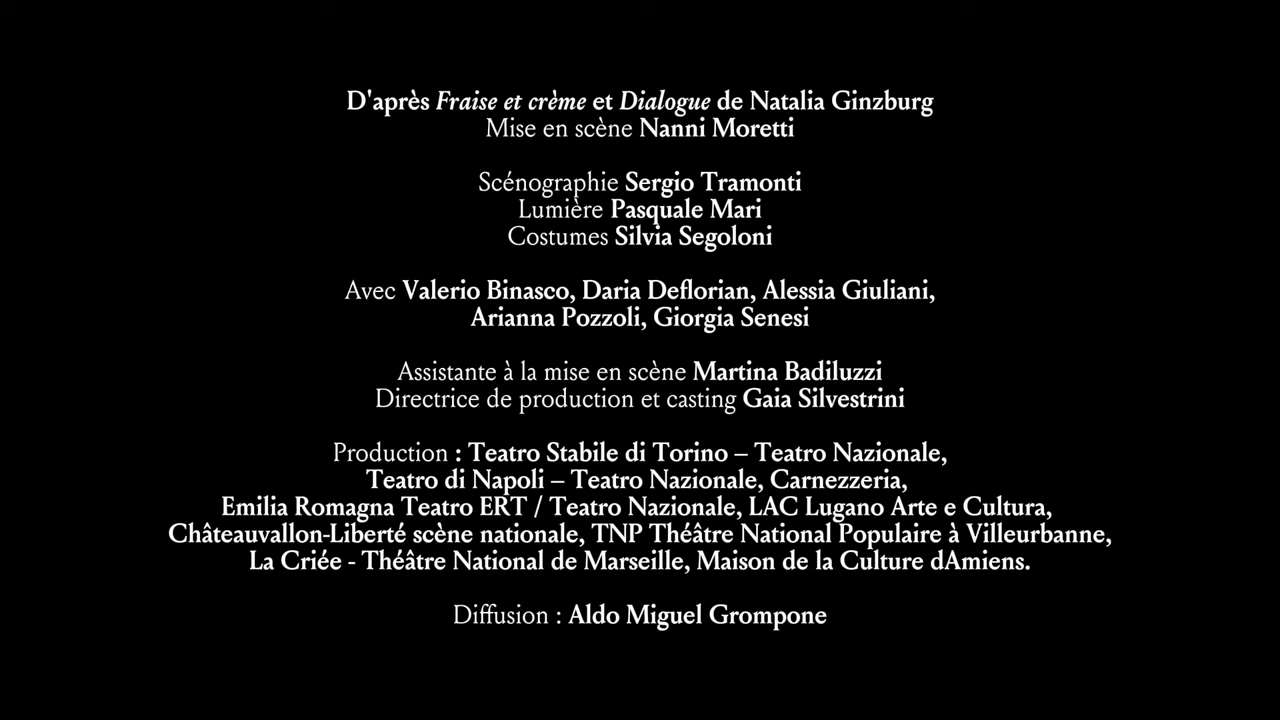 D'après Fraise et crème et Dialogue de Natalia Ginzburg
Mise en scène Nanni Moretti
Scénographie Sergio Tramonti
Lumière Pasquale Mari
Costumes Silvia Segoloni
Avec Valerio Binasco, Daria Deflorian, Alessia Giuliani,
Arianna Pozzoli, Giorgia Senesi
Assistante à la mise en scène Martina Badiluzzi
Directrice de production et casting Gaia Silvestrini
Production : Teatro Stabile di Torino – Teatro Nazionale,
Teatro di Napoli – Teatro Nazionale, Carnezzeria,
Emilia Romagna Teatro ERT / Teatro Nazionale, LAC Lugano Arte e Cultura,
Châteauvallon-Liberté scène nationale, TNP Théâtre National Populaire à Villeurbanne,
La Criée - Théâtre National de Marseille, Maison de la Culture dAmiens.
Diffusion : Aldo Miguel Grompone